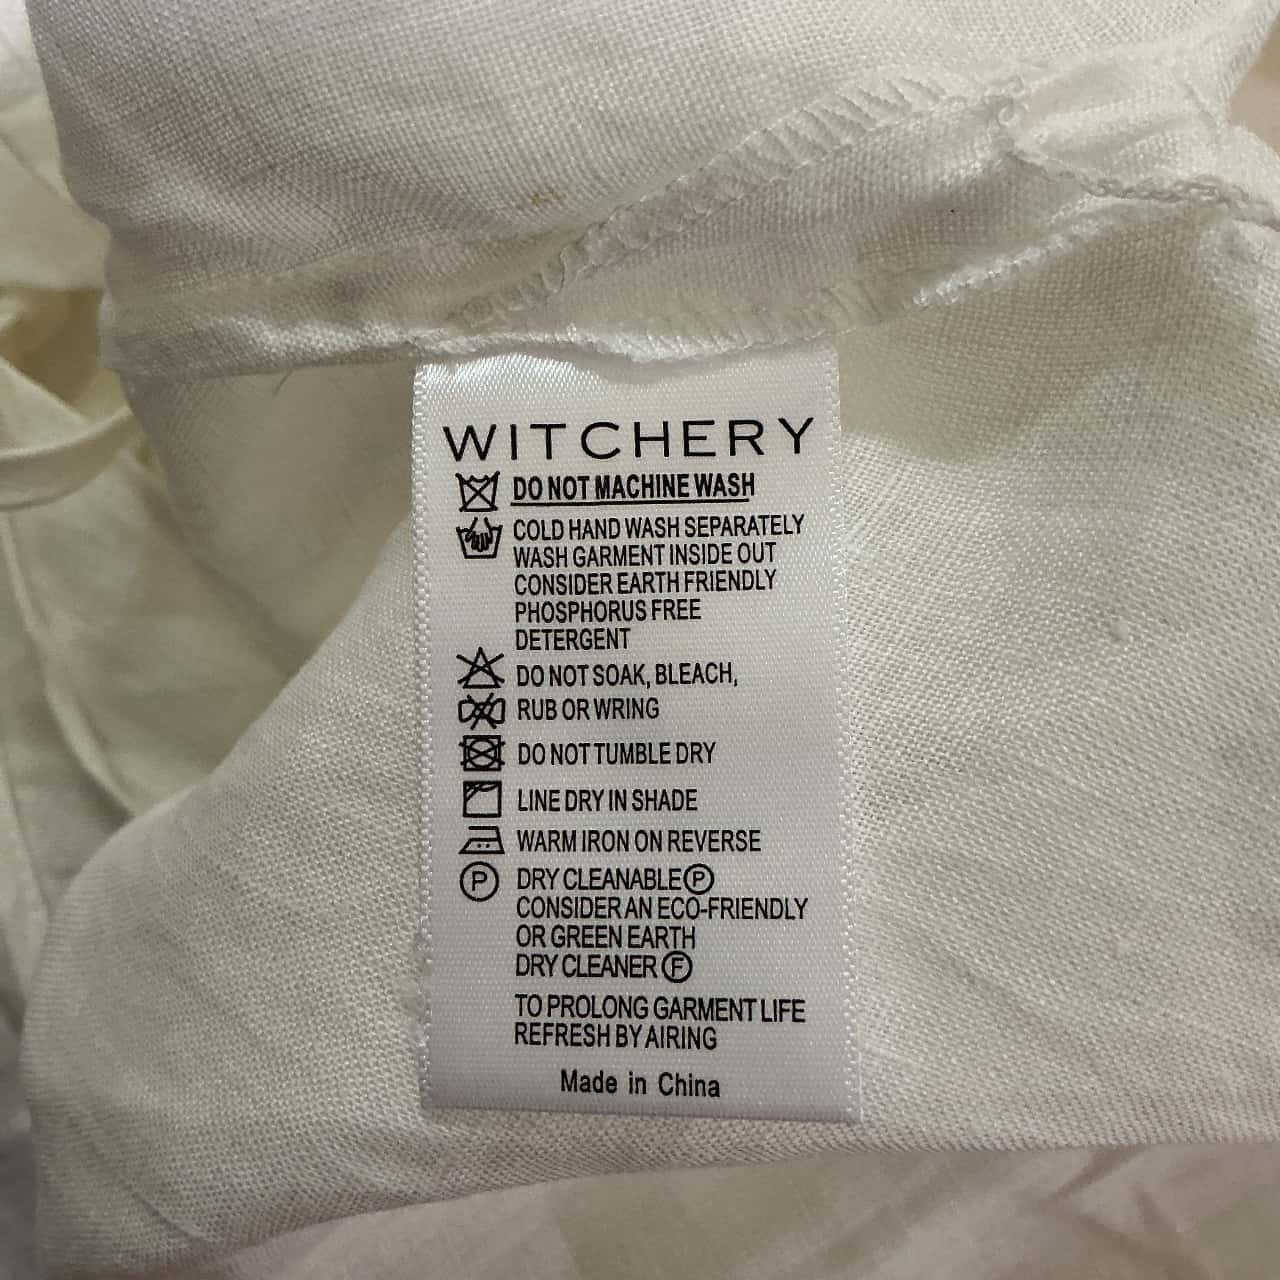 WITCHERY
DO NOT MACHINE WASH
COLD HAND WASH SEPARATELY
WASH GARMENT INSIDE OUT
CONSIDER EARTH FRIENDLY
PHOSPHORUS FREE
DETERGENT
DO NOT SOAK, BLEACH,
RUB OR WRING
DO NOT TUMBLE DRY
LINE DRY IN SHADE
WARM IRON ON REVERSE
P DRY CLEANABLE Ⓟ
CONSIDER AN ECO-FRIENDLY
OR GREEN EARTH
DRY CLEANER Ⓕ
TO PROLONG GARMENT LIFE
REFRESH BY AIRING
Made in China